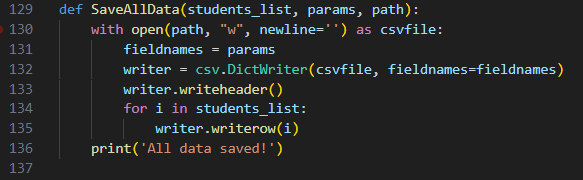 129 def SaveAllData(students_list, params, path):
130     with open(path, "w", newline='') as csvfile:
131         fieldnames = params
132         writer = csv.DictWriter(csvfile, fieldnames=fieldnames)
133         writer.writeheader()
134         for i in students_list:
135             writer.writerow(i)
136     print('All data saved!')
137